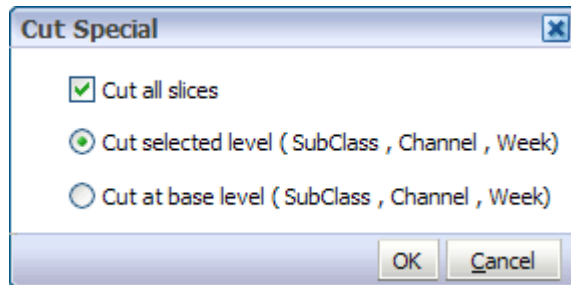 Cut Special
Cut all slices
Cut selected level ( SubClass , Channel , Week)
Cut at base level ( SubClass , Channel , Week)
OK Cancel